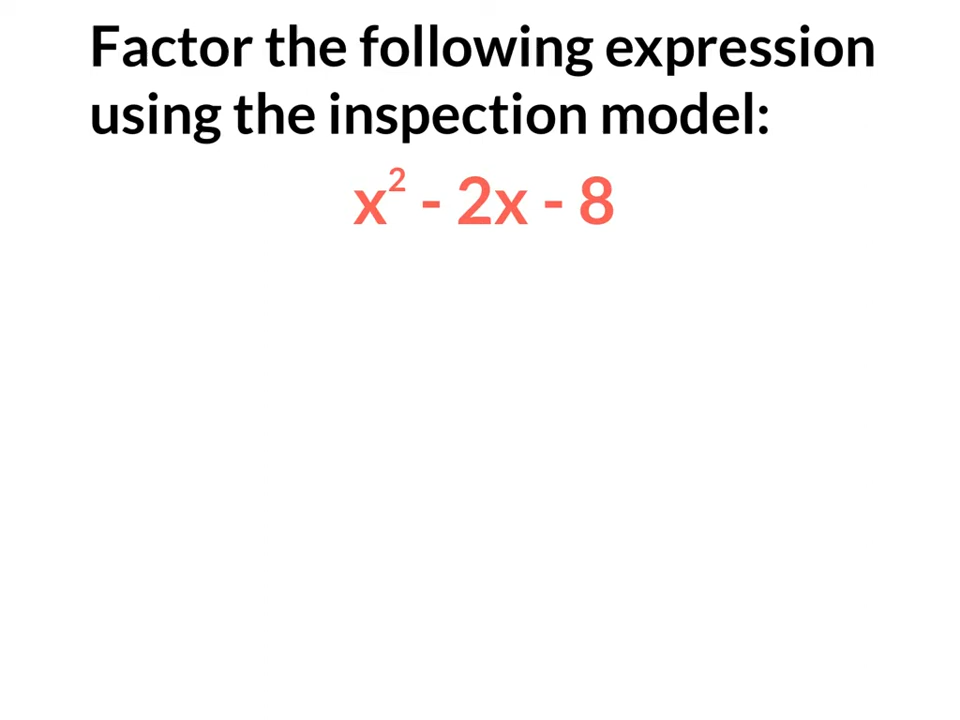 Factor the following expression
using the inspection model:
x² - 2x - 8